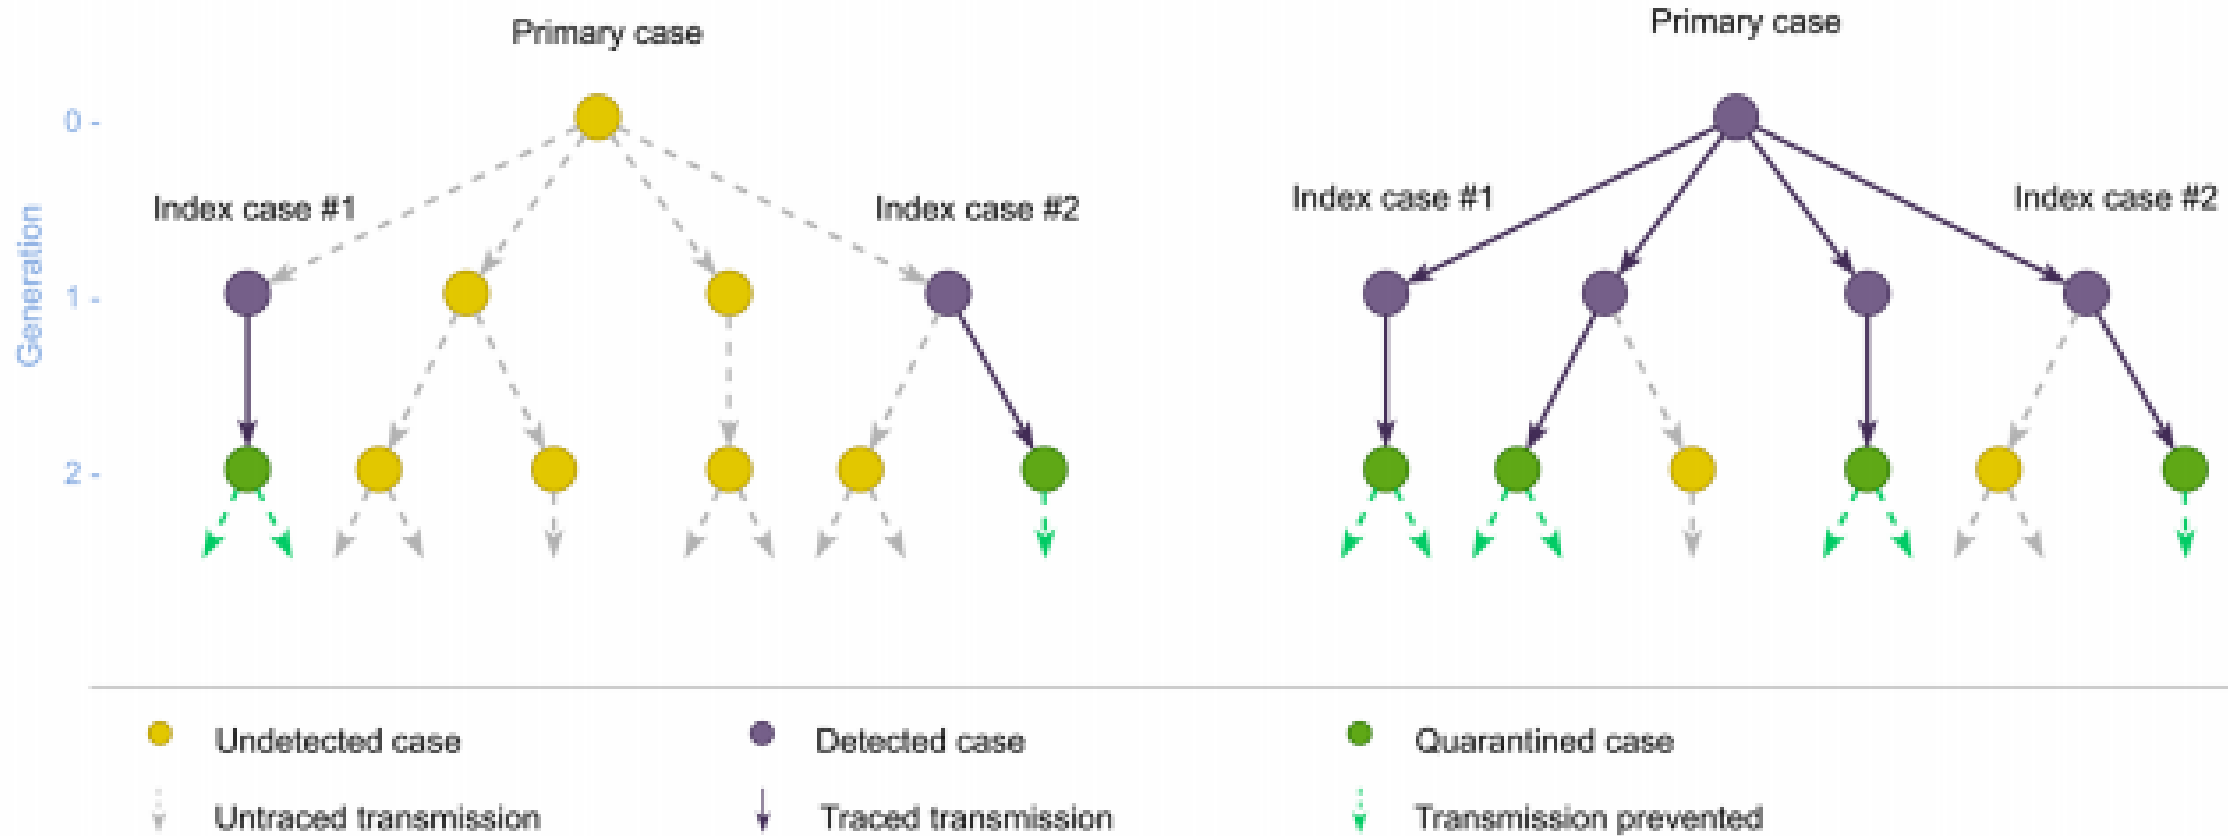 Primary case
Primary case
0 -
Index case #1
Index case #2
Index case #1
Index case #2
Generation
1 -
2 -
Undetected case
Detected case
Quarantined case
Untraced transmission
Traced transmission
Transmission prevented